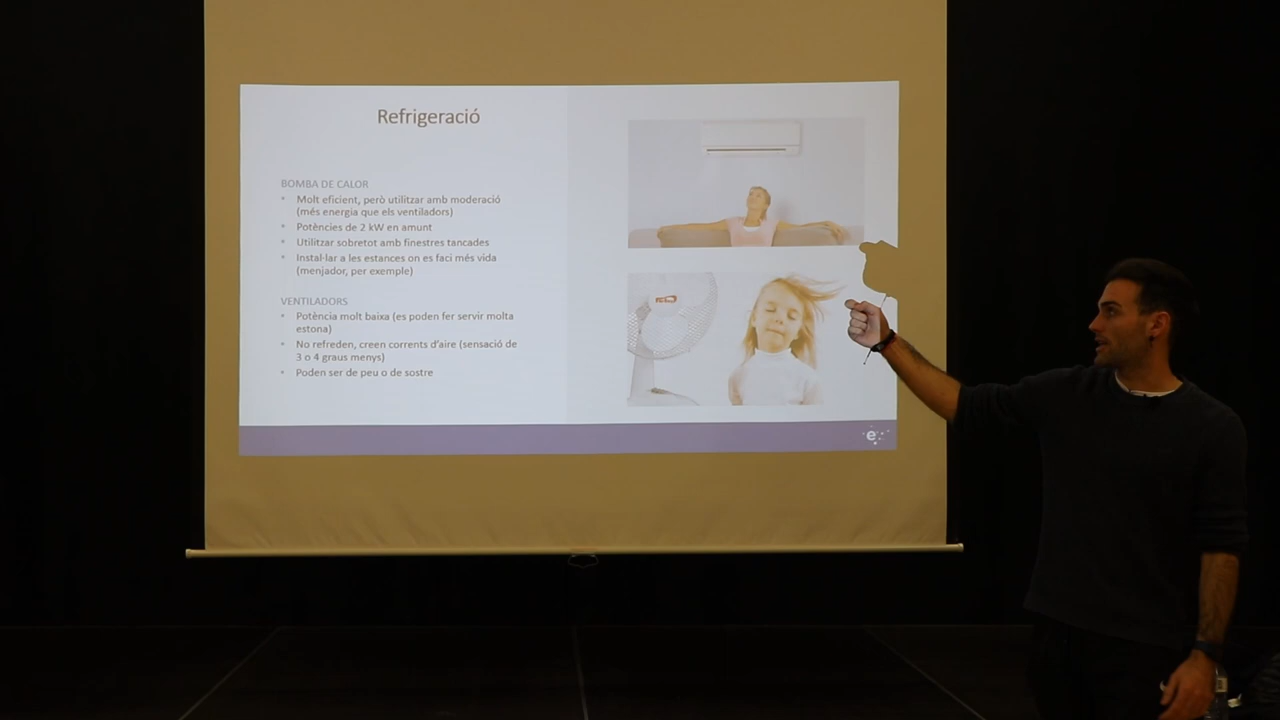 Refrigeració
BOMBA DE CALOR
• Molt eficient, però utilitzar amb moderació
(més energia que els ventiladors)
• Potències de 2 kW en amunt
• Utilitzar sobretot amb finestres tancades
• Instal·lar a les estances on es faci més vida
(menjador, per exemple)
VENTILADORS
• Potència molt baixa (es poden fer servir molta
estona)
• No refreden, creen corrents d'aire (sensació de
3 o 4 graus menys)
• Poden ser de peu o de sostre
e